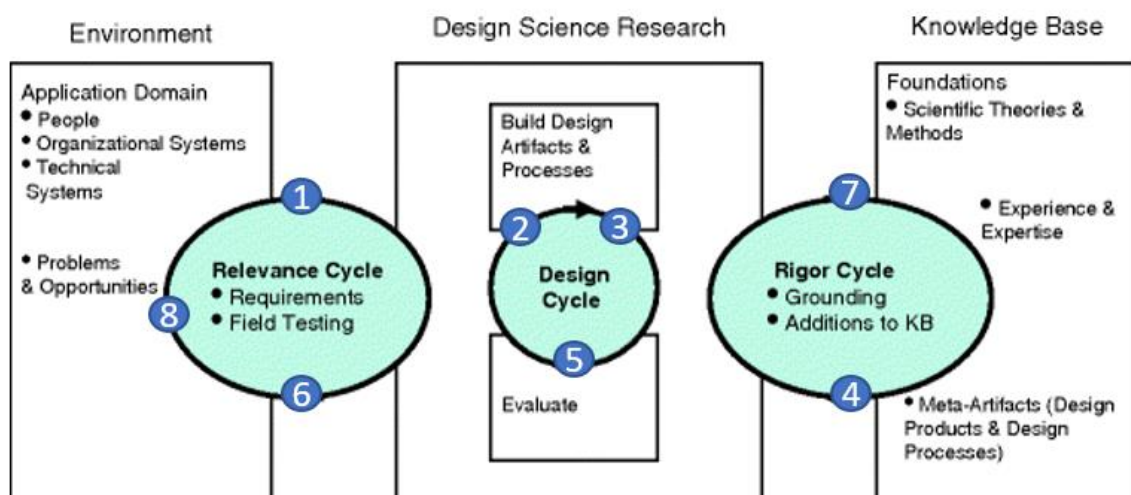 Environment
Design Science Research
Knowledge Base
Application Domain
• People
• Organizational Systems
• Technical
Systems
• Problems
& Opportunities
1
8
6
Relevance Cycle
• Requirements
• Field Testing
Build Design
Artifacts &
Processes
2
3
Design
Cycle
5
Evaluate
7
Rigor Cycle
• Grounding
• Additions to KB
4
Foundations
• Scientific Theories &
Methods
• Experience &
Expertise
• Meta-Artifacts (Design
Products & Design
Processes)